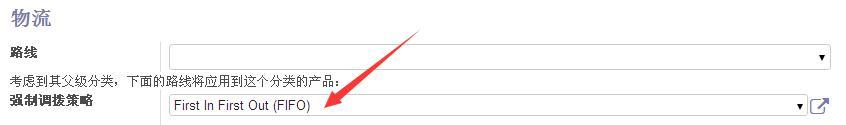 物流
路线
考虑到其父级分类，下面的路线将应用到这个分类的产品：
强制调拨策略 First In First Out (FIFO)